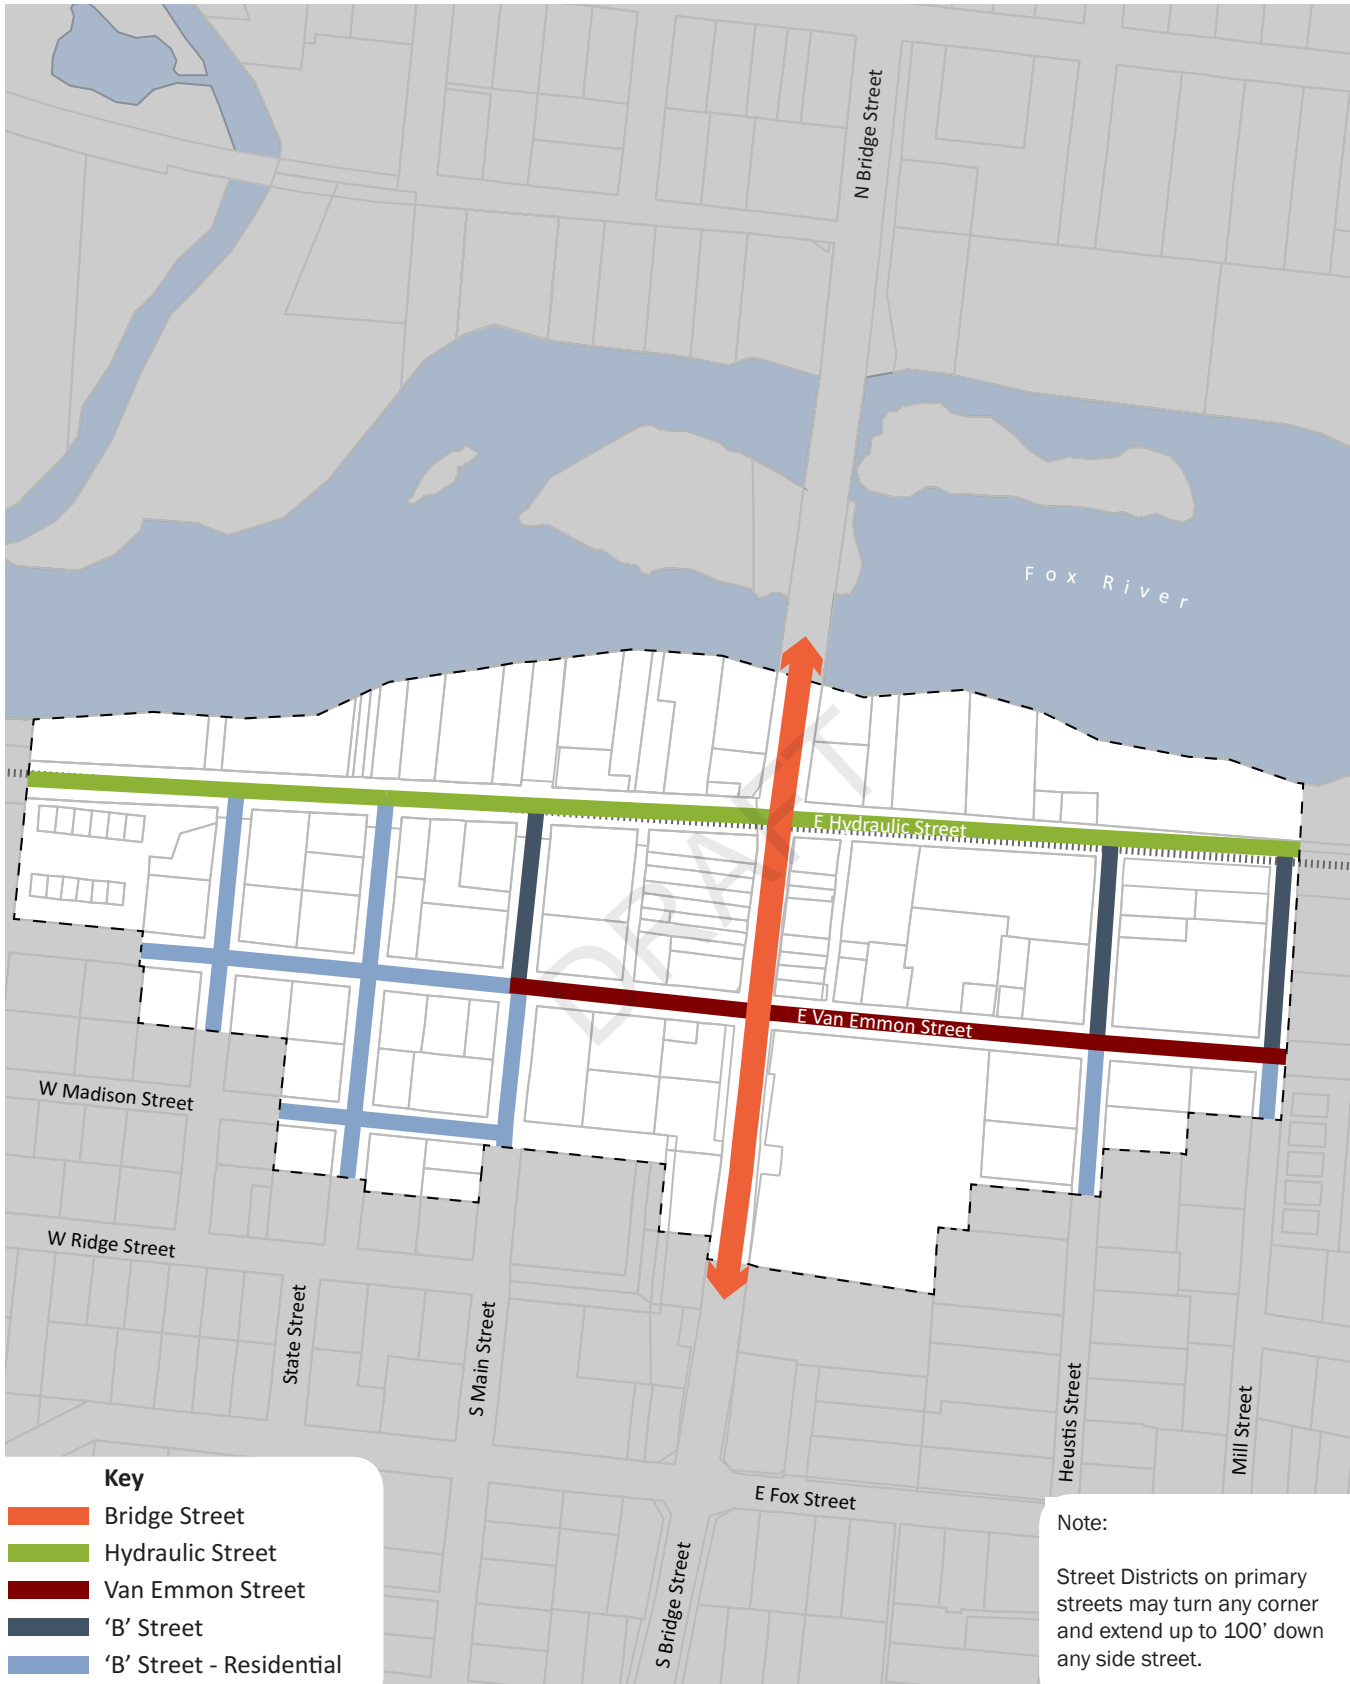 N Bridge Street
Fox River
DRAFT
E Hydraulic Street
E Van Emmon Street
W Madison Street
W Ridge Street
State Street
S Main Street
Heustis Street
Mill Street
E Fox Street
S Bridge Street
Key
Bridge Street
Hydraulic Street
Van Emmon Street
‘B’ Street
‘B’ Street - Residential
Note:
Street Districts on primary
streets may turn any corner
and extend up to 100’ down
any side street.